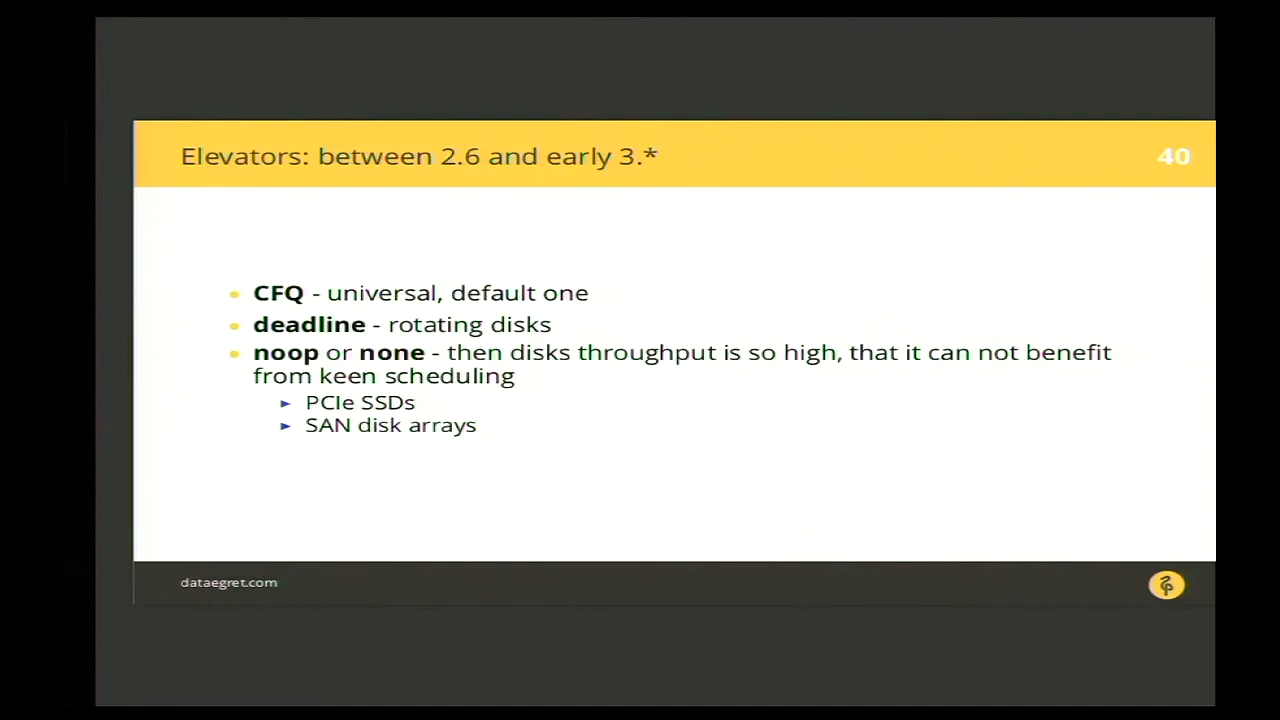 Elevators: between 2.6 and early 3.*
40
CFQ - universal, default one
deadline - rotating disks
noop or none - then disks throughput is so high, that it can not benefit
from keen scheduling
PCIe SSDs
SAN disk arrays
dataegret.com